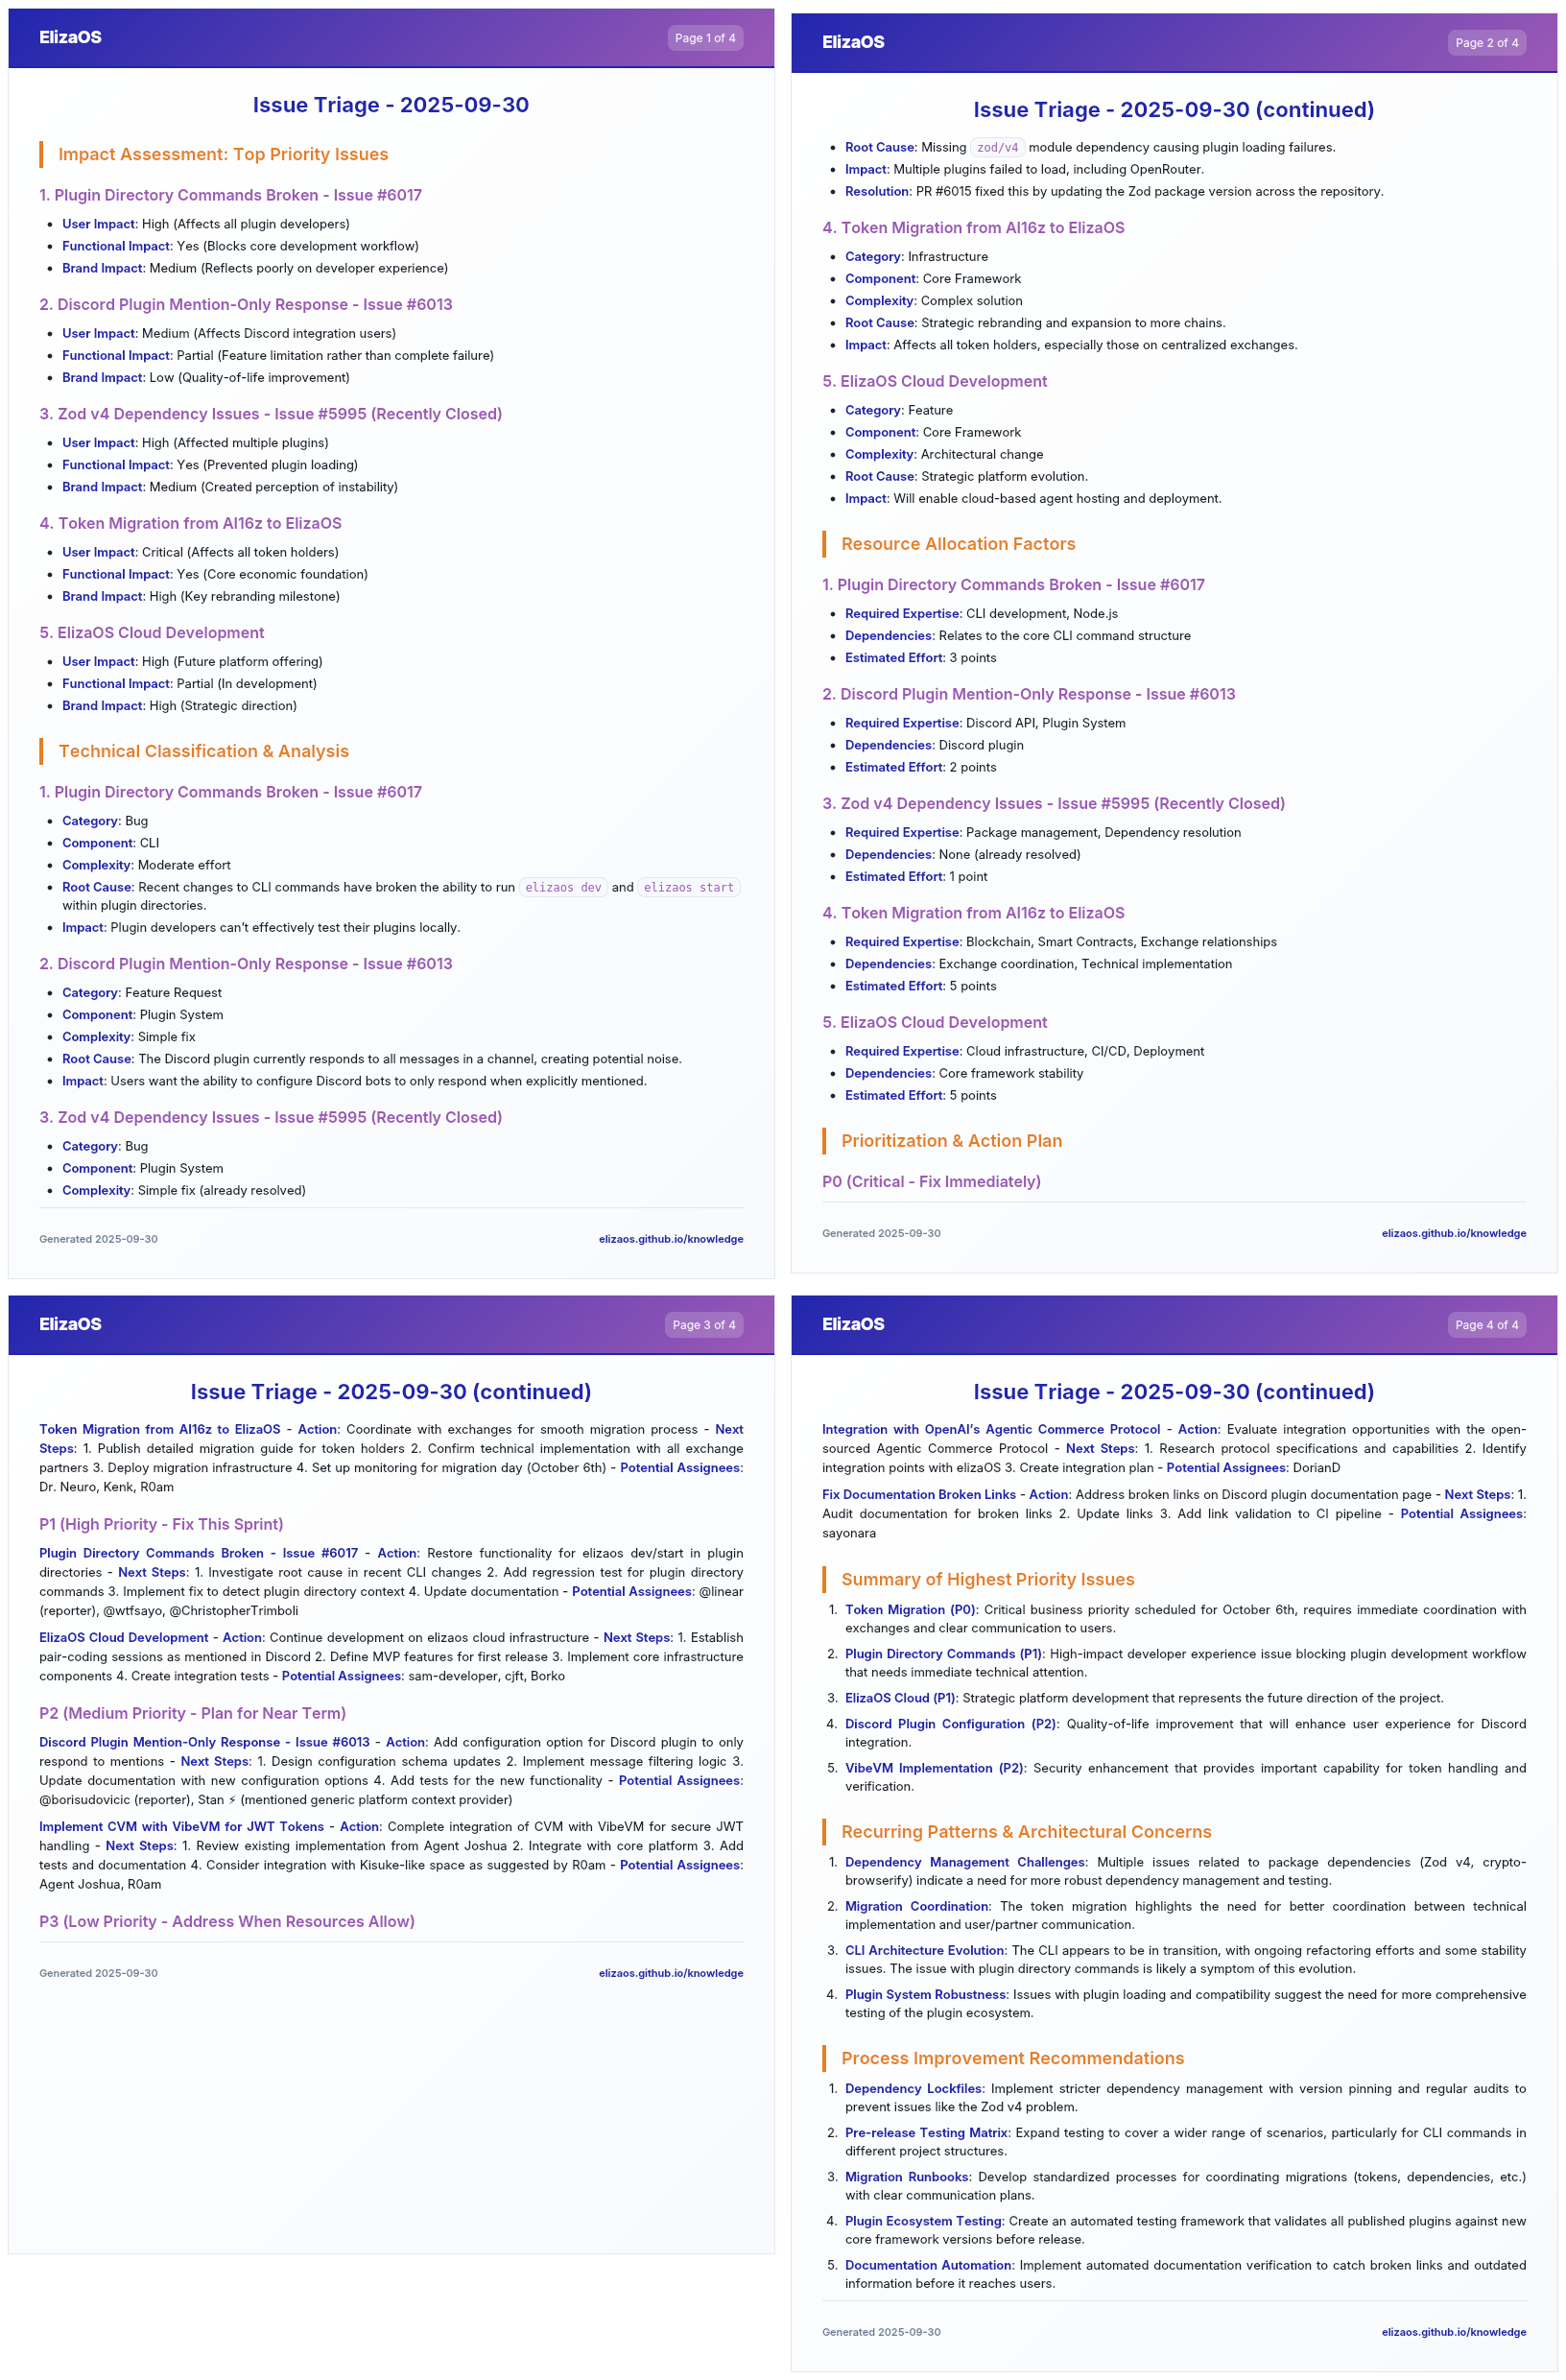 ElizaOS
Page 1 of 4
Issue Triage - 2025-09-30
Impact Assessment: Top Priority Issues
1. Plugin Directory Commands Broken - Issue #6017
• User Impact: High (Affects all plugin developers)
• Functional Impact: Yes (Blocks core development workflow)
• Brand Impact: Medium (Reflects poorly on developer experience)
2. Discord Plugin Mention-Only Response - Issue #6013
• User Impact: Medium (Affects Discord integration users)
• Functional Impact: Partial (Feature limitation rather than complete failure)
• Brand Impact: Low (Quality-of-life improvement)
3. Zod v4 Dependency Issues - Issue #5995 (Recently Closed)
• User Impact: High (Affected multiple plugins)
• Functional Impact: Yes (Prevented plugin loading)
• Brand Impact: Medium (Created perception of instability)
4. Token Migration from AI16z to ElizaOS
• User Impact: Critical (Affects all token holders)
• Functional Impact: Yes (Core economic foundation)
• Brand Impact: High (Key rebranding milestone)
5. ElizaOS Cloud Development
• User Impact: High (Future platform offering)
• Functional Impact: Partial (In development)
• Brand Impact: High (Strategic direction)
Technical Classification & Analysis
1. Plugin Directory Commands Broken - Issue #6017
• Category: Bug
• Component: CLI
• Complexity: Moderate effort
• Root Cause: Recent changes to CLI commands have broken the ability to run elizaos dev and elizaos start
within plugin directories.
• Impact: Plugin developers can't effectively test their plugins locally.
2. Discord Plugin Mention-Only Response - Issue #6013
• Category: Feature Request
• Component: Plugin System
• Complexity: Simple fix
• Root Cause: The Discord plugin currently responds to all messages in a channel, creating potential noise.
• Impact: Users want the ability to configure Discord bots to only respond when explicitly mentioned.
3. Zod v4 Dependency Issues - Issue #5995 (Recently Closed)
• Category: Bug
• Component: Plugin System
• Complexity: Simple fix (already resolved)
Generated 2025-09-30
elizaos.github.io/knowledge
ElizaOS
Page 2 of 4
Issue Triage - 2025-09-30 (continued)
• Root Cause: Missing zod/v4 module dependency causing plugin loading failures.
• Impact: Multiple plugins failed to load, including OpenRouter.
• Resolution: PR #6015 fixed this by updating the Zod package version across the repository.
4. Token Migration from AI16z to ElizaOS
• Category: Infrastructure
• Component: Core Framework
• Complexity: Complex solution
• Root Cause: Strategic rebranding and expansion to more chains.
• Impact: Affects all token holders, especially those on centralized exchanges.
5. ElizaOS Cloud Development
• Category: Feature
• Component: Core Framework
• Complexity: Architectural change
• Root Cause: Strategic platform evolution.
• Impact: Will enable cloud-based agent hosting and deployment.
Resource Allocation Factors
1. Plugin Directory Commands Broken - Issue #6017
• Required Expertise: CLI development, Node.js
• Dependencies: Relates to the core CLI command structure
• Estimated Effort: 3 points
2. Discord Plugin Mention-Only Response - Issue #6013
• Required Expertise: Discord API, Plugin System
• Dependencies: Discord plugin
• Estimated Effort: 2 points
3. Zod v4 Dependency Issues - Issue #5995 (Recently Closed)
• Required Expertise: Package management, Dependency resolution
• Dependencies: None (already resolved)
• Estimated Effort: 1 point
4. Token Migration from AI16z to ElizaOS
• Required Expertise: Blockchain, Smart Contracts, Exchange relationships
• Dependencies: Exchange coordination, Technical implementation
• Estimated Effort: 5 points
5. ElizaOS Cloud Development
• Required Expertise: Cloud infrastructure, CI/CD, Deployment
• Dependencies: Core framework stability
• Estimated Effort: 5 points
Prioritization & Action Plan
P0 (Critical - Fix Immediately)
Generated 2025-09-30
elizaos.github.io/knowledge
ElizaOS
Page 3 of 4
Issue Triage - 2025-09-30 (continued)
Token Migration from AI16z to ElizaOS - Action: Coordinate with exchanges for smooth migration process - Next
Steps: 1. Publish detailed migration guide for token holders 2. Confirm technical implementation with all exchange
partners 3. Deploy migration infrastructure 4. Set up monitoring for migration day (October 6th) - Potential Assignees:
Dr. Neuro, Kenk, R0am
P1 (High Priority - Fix This Sprint)
Plugin Directory Commands Broken - Issue #6017 - Action: Restore functionality for elizaos dev/start in plugin
directories - Next Steps: 1. Investigate root cause in recent CLI changes 2. Add regression test for plugin directory
commands 3. Implement fix to detect plugin directory context 4. Update documentation - Potential Assignees: @linear
(reporter), @wtfsayo, @ChristopherTrimboli
ElizaOS Cloud Development - Action: Continue development on elizaos cloud infrastructure - Next Steps: 1. Establish
pair-coding sessions as mentioned in Discord 2. Define MVP features for first release 3. Implement core infrastructure
components 4. Create integration tests - Potential Assignees: sam-developer, cjft, Borko
P2 (Medium Priority - Plan for Near Term)
Discord Plugin Mention-Only Response - Issue #6013 - Action: Add configuration option for Discord plugin to only
respond to mentions - Next Steps: 1. Design configuration schema updates 2. Implement message filtering logic 3.
Update documentation with new configuration options 4. Add tests for the new functionality - Potential Assignees:
@borisudovicic (reporter), Stan ⚡ (mentioned generic platform context provider)
Implement CVM with VibeVM for JWT Tokens - Action: Complete integration of CVM with VibeVM for secure JWT
handling - Next Steps: 1. Review existing implementation from Agent Joshua 2. Integrate with core platform 3. Add
tests and documentation 4. Consider integration with Kisuke-like space as suggested by R0am - Potential Assignees:
Agent Joshua, R0am
P3 (Low Priority - Address When Resources Allow)
Generated 2025-09-30
elizaos.github.io/knowledge
ElizaOS
Page 4 of 4
Issue Triage - 2025-09-30 (continued)
Integration with OpenAI's Agentic Commerce Protocol - Action: Evaluate integration opportunities with the open-
sourced Agentic Commerce Protocol - Next Steps: 1. Research protocol specifications and capabilities 2. Identify
integration points with elizaOS 3. Create integration plan - Potential Assignees: DorianD
Fix Documentation Broken Links - Action: Address broken links on Discord plugin documentation page - Next Steps: 1.
Audit documentation for broken links 2. Update links 3. Add link validation to CI pipeline - Potential Assignees:
sayonara
Summary of Highest Priority Issues
1. Token Migration (P0): Critical business priority scheduled for October 6th, requires immediate coordination with
exchanges and clear communication to users.
2. Plugin Directory Commands (P1): High-impact developer experience issue blocking plugin development workflow
that needs immediate technical attention.
3. ElizaOS Cloud (P1): Strategic platform development that represents the future direction of the project.
4. Discord Plugin Configuration (P2): Quality-of-life improvement that will enhance user experience for Discord
integration.
5. VibeVM Implementation (P2): Security enhancement that provides important capability for token handling and
verification.
Recurring Patterns & Architectural Concerns
1. Dependency Management Challenges: Multiple issues related to package dependencies (Zod v4, crypto-
browserify) indicate a need for more robust dependency management and testing.
2. Migration Coordination: The token migration highlights the need for better coordination between technical
implementation and user/partner communication.
3. CLI Architecture Evolution: The CLI appears to be in transition, with ongoing refactoring efforts and some stability
issues. The issue with plugin directory commands is likely a symptom of this evolution.
4. Plugin System Robustness: Issues with plugin loading and compatibility suggest the need for more comprehensive
testing of the plugin ecosystem.
Process Improvement Recommendations
1. Dependency Lockfiles: Implement stricter dependency management with version pinning and regular audits to
prevent issues like the Zod v4 problem.
2. Pre-release Testing Matrix: Expand testing to cover a wider range of scenarios, particularly for CLI commands in
different project structures.
3. Migration Runbooks: Develop standardized processes for coordinating migrations (tokens, dependencies, etc.)
with clear communication plans.
4. Plugin Ecosystem Testing: Create an automated testing framework that validates all published plugins against new
core framework versions before release.
5. Documentation Automation: Implement automated documentation verification to catch broken links and outdated
information before it reaches users.
Generated 2025-09-30
elizaos.github.io/knowledge